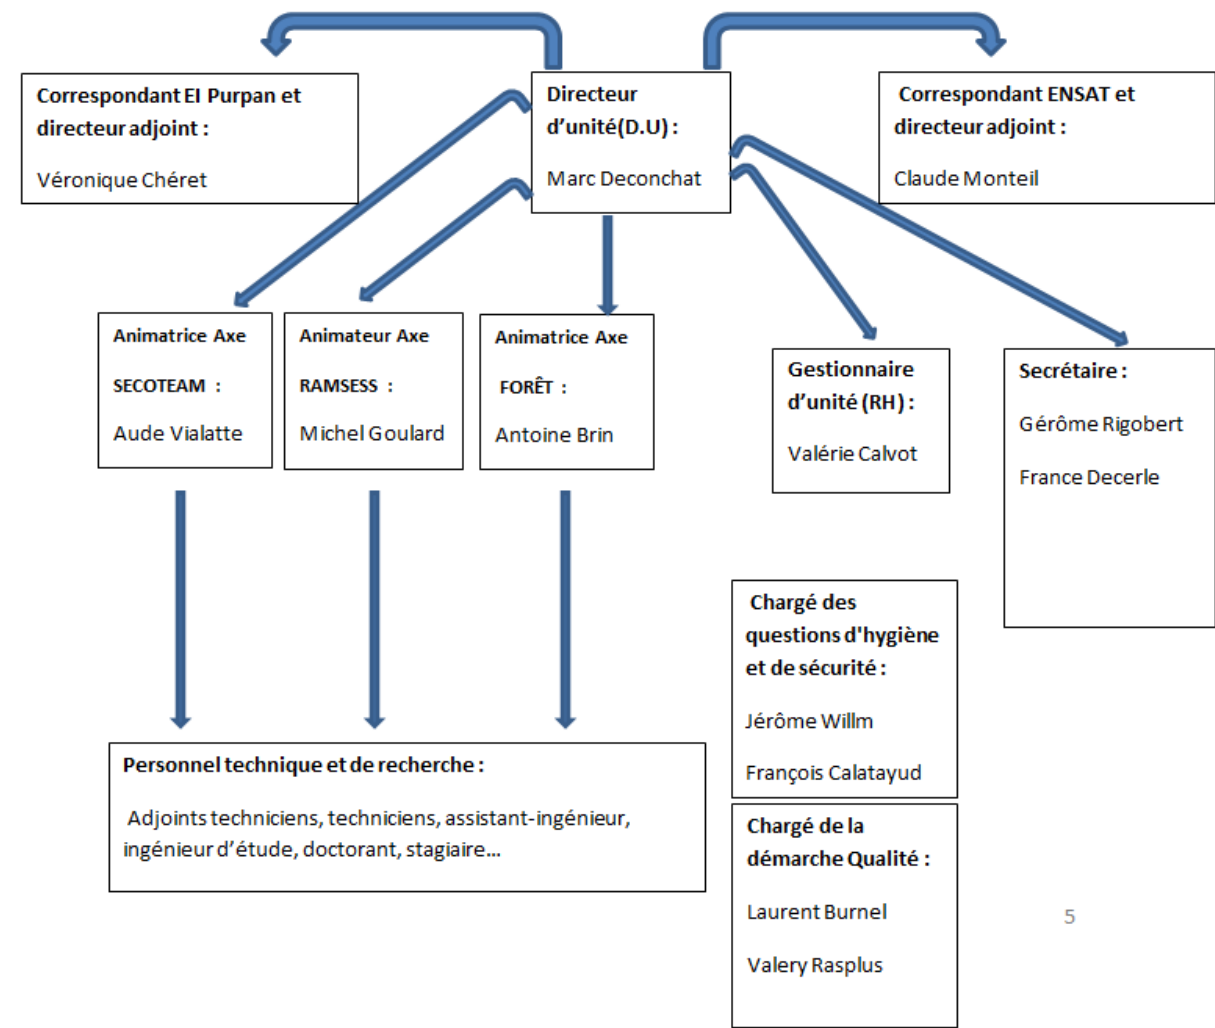 Correspondant EI Purpan et
directeur adjoint :
Véronique Chéret
Directeur
d'unité(D.U) :
Marc Deconchat
Correspondant ENSAT et
directeur adjoint :
Claude Monteil
Animatrice Axe
SECOTEAM :
Aude Vialatte
Animateur Axe
RAMSESS :
Michel Goulard
Animatrice Axe
FORÊT :
Antoine Brin
Gestionnaire
d'unité (RH) :
Valérie Calvot
Secrétaire :
Gérôme Rigobert
France Decerle
Chargé des
questions d'hygiène
et de sécurité :
Jérôme Willm
François Calatayud
Personnel technique et de recherche :
Adjoints techniciens, techniciens, assistant-ingénieur,
ingénieur d'étude, doctorant, stagiaire...
Chargé de la
démarche Qualité :
Laurent Burnel
Valery Rasplus
5